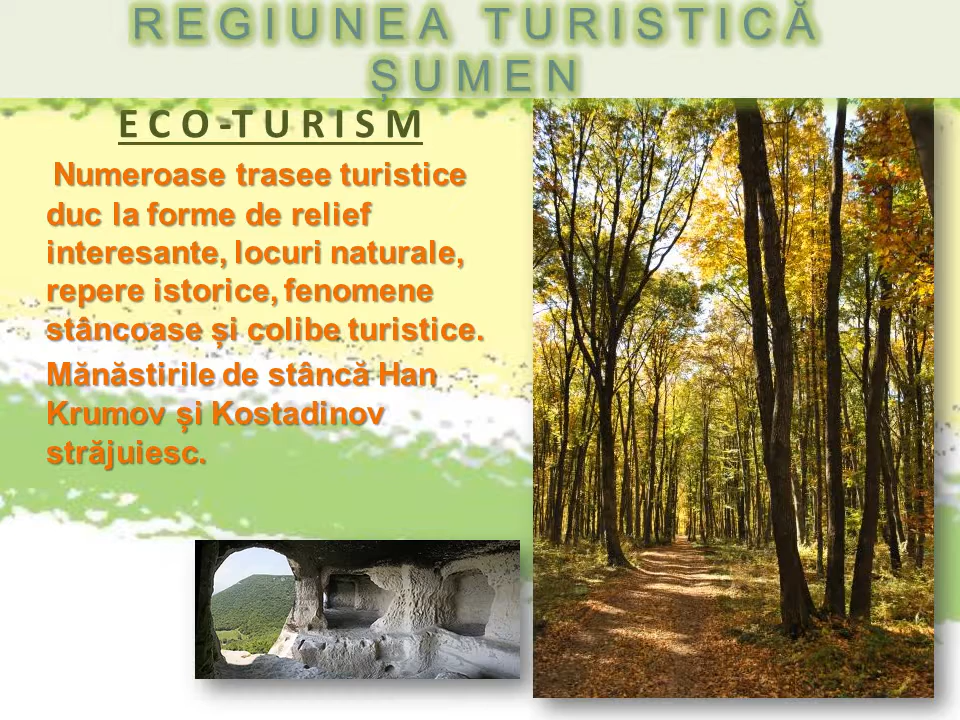 REGIUNEA TURISTICĂ
ȘUMEN
ECO-TURISM
Numeroase trasee turistice
duc la forme de relief
interesante, locuri naturale,
repere istorice, fenomene
stâncoase și colibe turistice.
Mănăstirile de stâncă Han
Krumov și Kostadinov
străjuiesc.